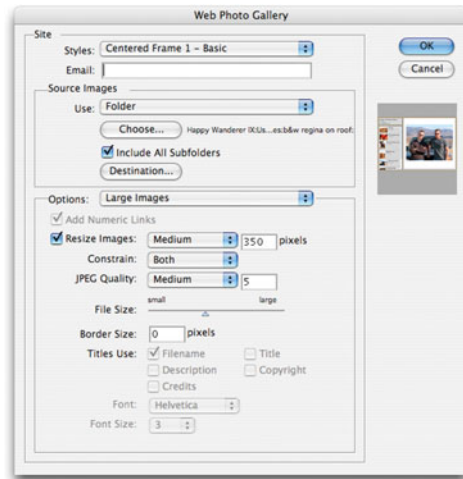 Web Photo Gallery
Site
Styles: Centered Frame 1 - Basic
Email:
OK
Cancel
Source Images
Use: Folder
Choose... Happy Wanderer IX:Us...es:b&w regina on roof:
Include All Subfolders
Destination...
Options: Large Images
Add Numeric Links
Resize Images: Medium 350 pixels
Constrain: Both
JPEG Quality: Medium 5
small large
File Size:
Border Size: 0 pixels
Titles Use: Filename Title
Description Copyright
Credits
Font: Helvetica
Font Size: 3